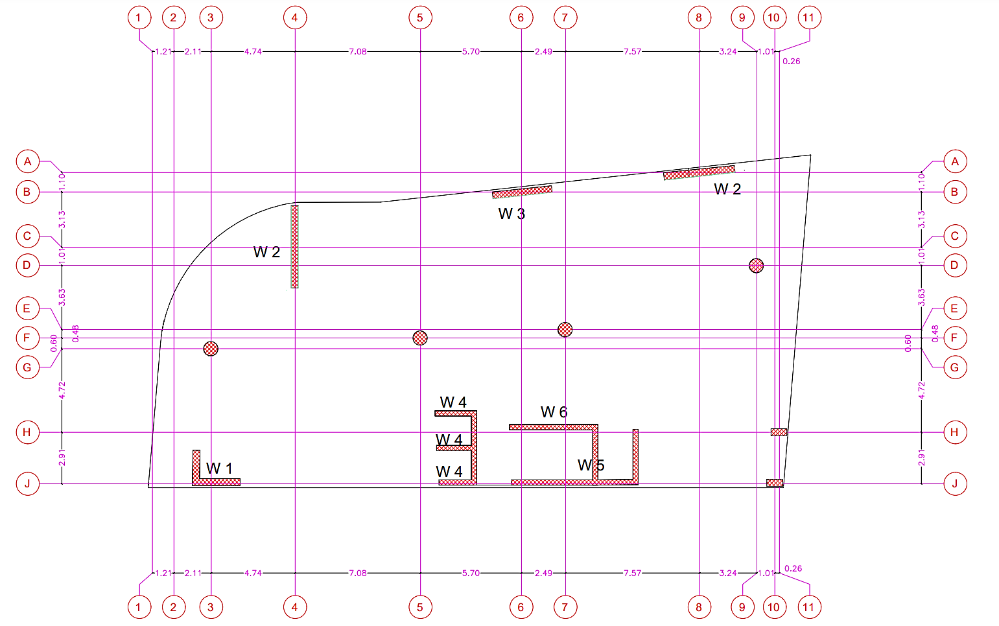 1 2 3 4 5 6 7 8 9 10 11
1.21 2.11 4.74 7.08 5.70 2.49 7.57 3.24 1.01
0.26
A A
1.10 1.10
B B
W 2
W 3
3.13 3.13
C C
W 2
1.01 1.01
D D
3.63 3.63
E E
0.48 0.48
F F
0.60 0.60
G G
4.72 4.72
W 4
W 6
H H
W 4
2.91 2.91
W 1 W 4 W 5
J J
0.26
1.21 2.11 4.74 7.08 5.70 2.49 7.57 3.24 1.01
1 2 3 4 5 6 7 8 9 10 11